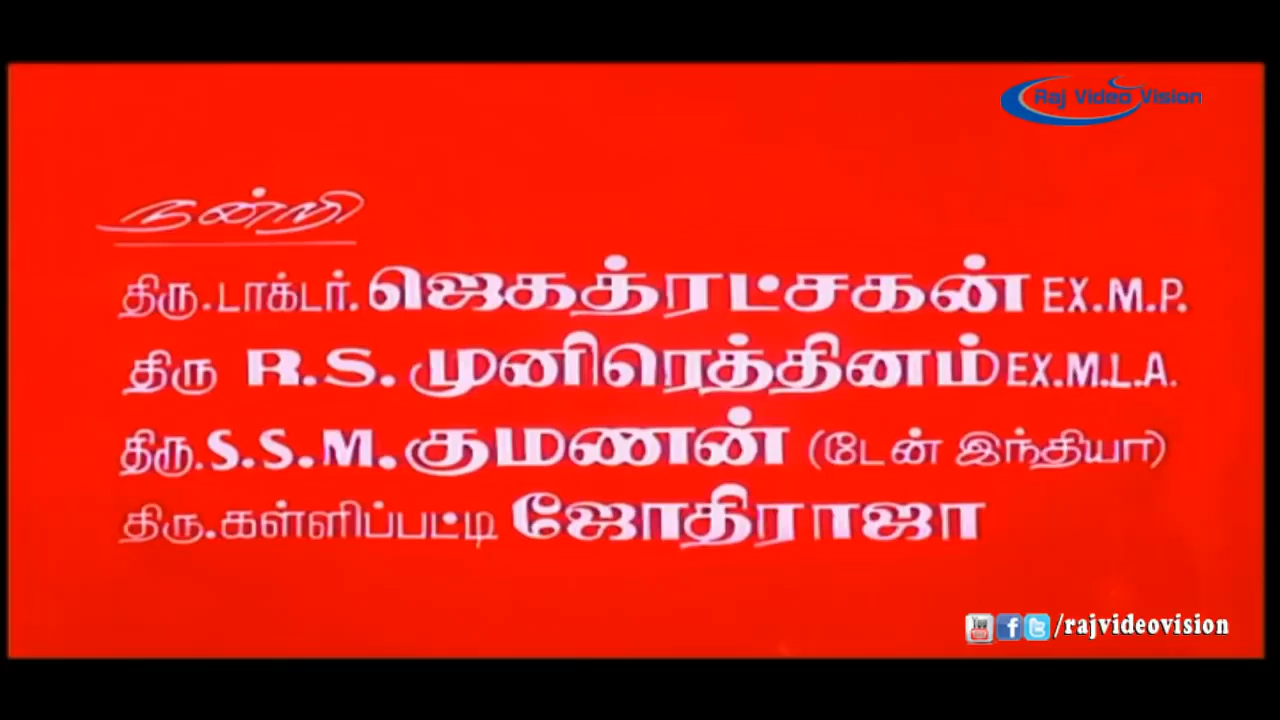 Raj Video Vision
நன்றி
திரு.டாக்டர். ஜெகத்ரட்சகன் EX.M.P.
திரு R.S. முனிரெத்தினம் EX.M.L.A.
திரு.S.S.M. குமணன் (டேன் இந்தியா)
திரு.கள்ளிப்பட்டி ஜோதிராஜா
/rajvideovision